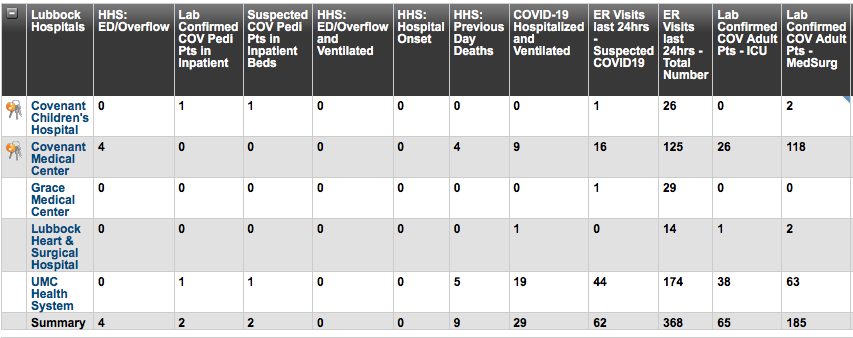 Lubbock Hospitals | HHS: ED/Overflow | Lab Confirmed COV Pedi Pts in Inpatient | Suspected COV Pedi Pts in Inpatient Beds | HHS: ED/Overflow and Ventilated | HHS: Hospital Onset | HHS: Previous Day Deaths | COVID-19 Hospitalized and Ventilated | ER Visits last 24hrs - Suspected COVID19 | ER Visits last 24hrs - Total Number | Lab Confirmed COV Adult Pts - ICU | Lab Confirmed COV Adult Pts - MedSurg
Covenant Children's Hospital | 0 | 1 | 1 | 0 | 0 | 0 | 0 | 1 | 26 | 0 | 2
Covenant Medical Center | 4 | 0 | 0 | 0 | 0 | 4 | 9 | 16 | 125 | 26 | 118
Grace Medical Center | 0 | 0 | 0 | 0 | 0 | 0 | 0 | 1 | 29 | 0 | 0
Lubbock Heart & Surgical Hospital | 0 | 0 | 0 | 0 | 0 | 0 | 1 | 0 | 14 | 1 | 2
UMC Health System | 0 | 1 | 1 | 0 | 0 | 5 | 19 | 44 | 174 | 38 | 63
Summary | 4 | 2 | 2 | 0 | 0 | 9 | 29 | 62 | 368 | 65 | 185